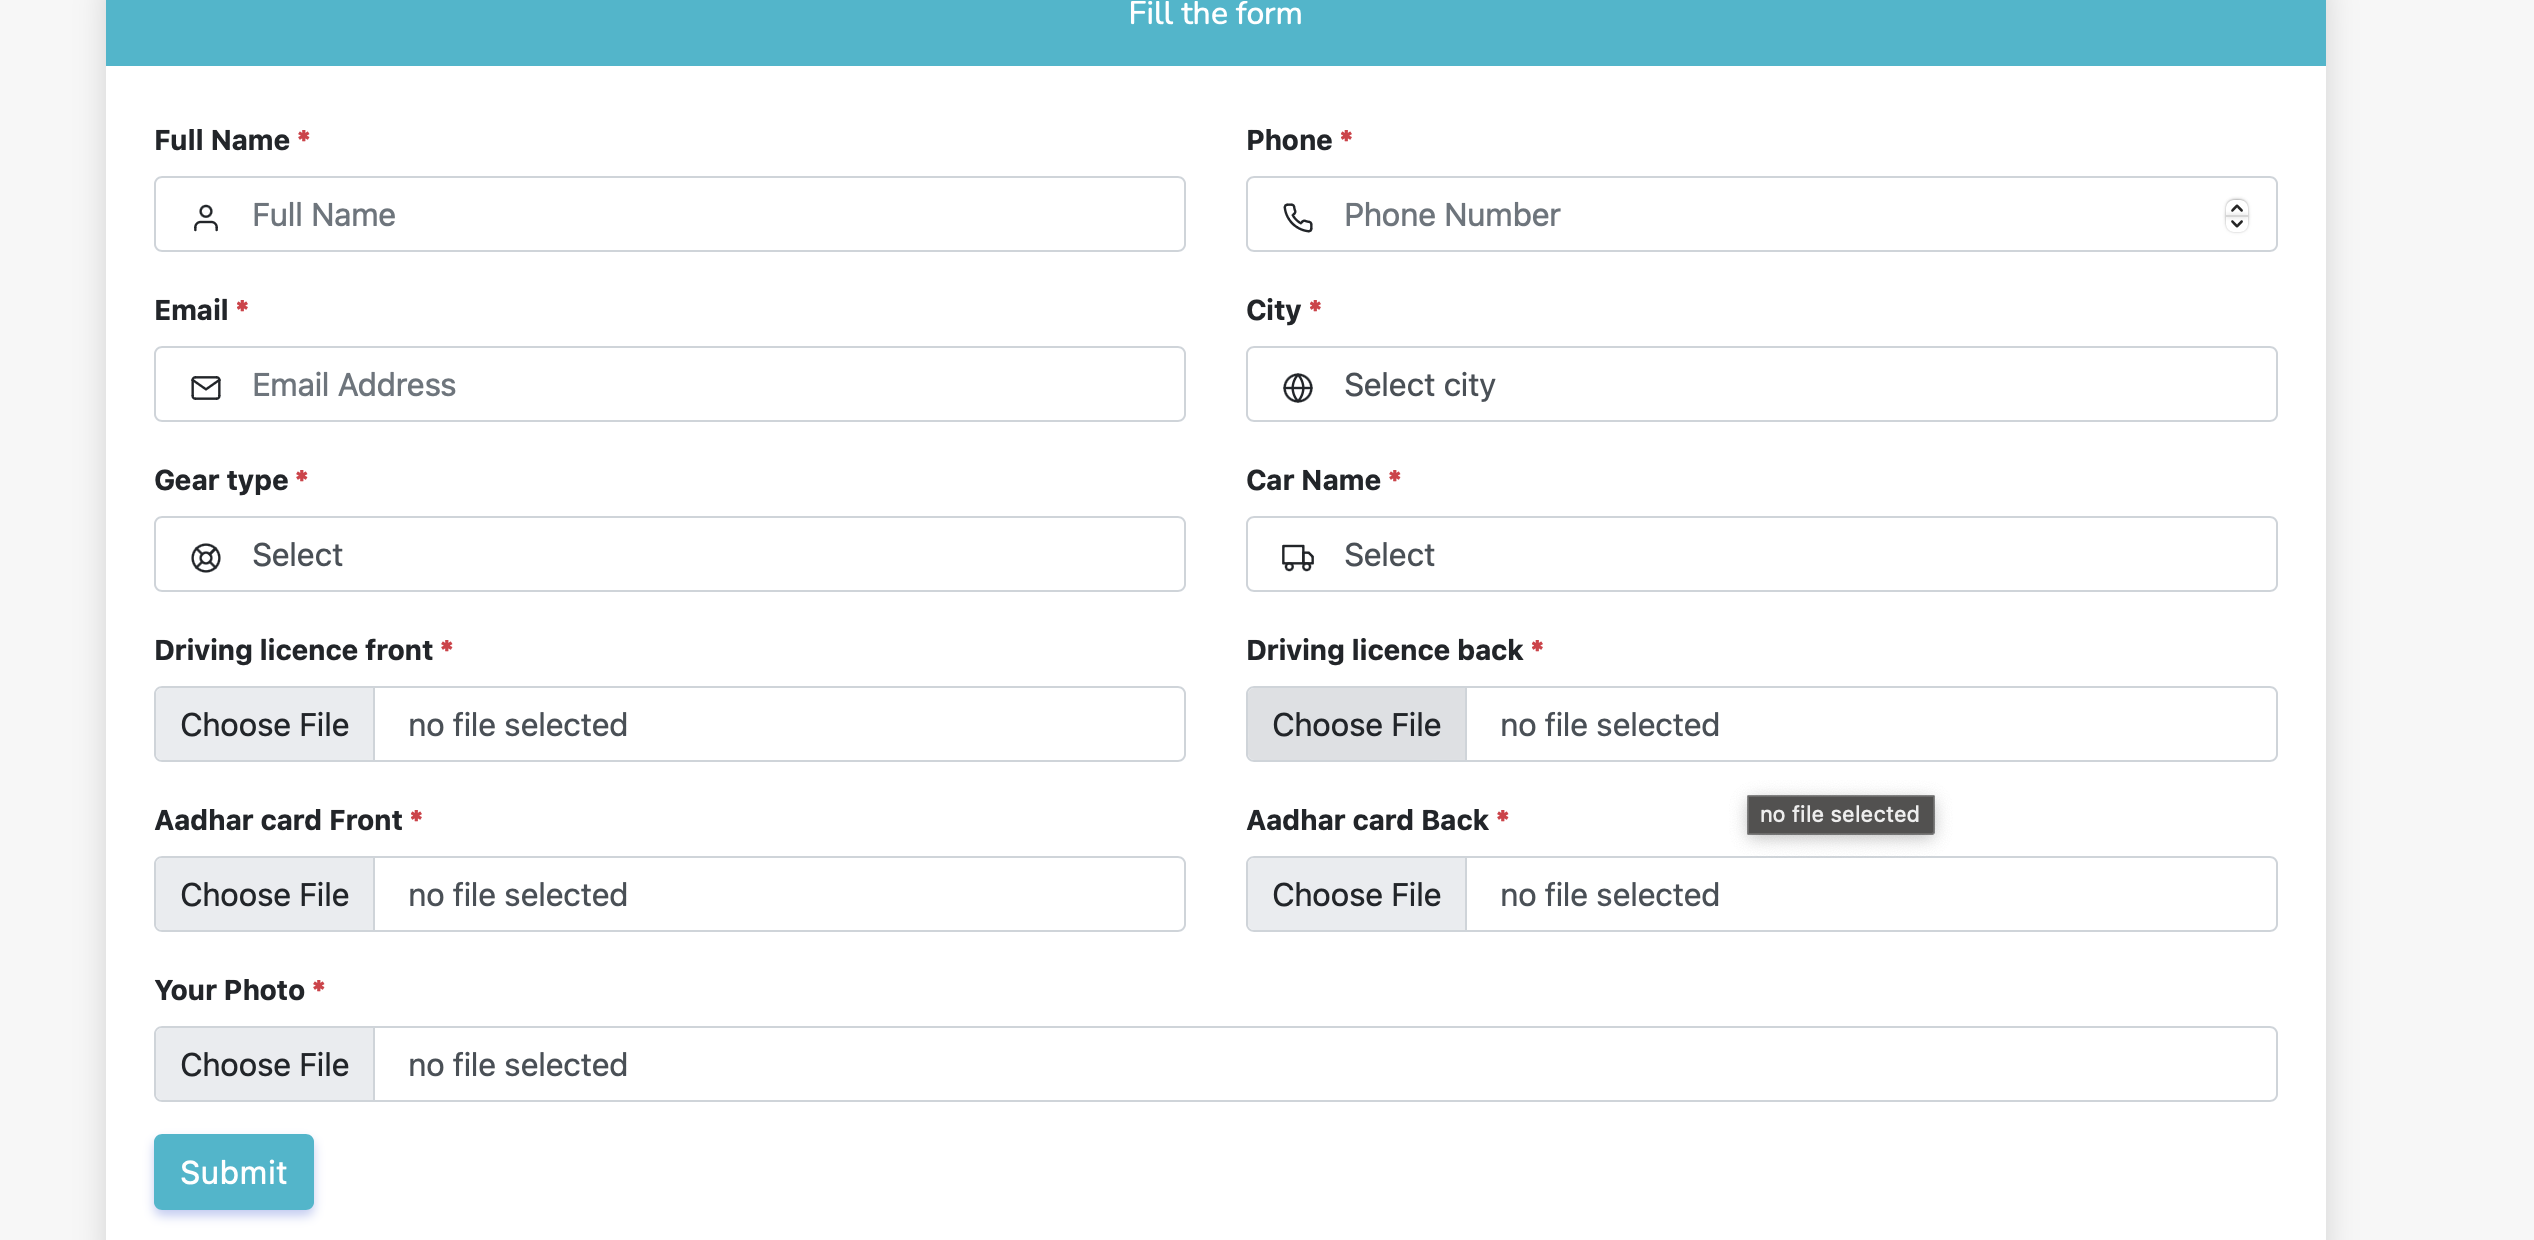 Fill the form
Full Name *
Phone *
Full Name
Phone Number
Email *
City *
Email Address
Select city
Gear type *
Car Name *
Select
Select
Driving licence front *
Driving licence back *
Choose File no file selected
Choose File no file selected
Aadhar card Front *
Aadhar card Back *
no file selected
Choose File no file selected
Choose File no file selected
Your Photo *
Choose File no file selected
Submit